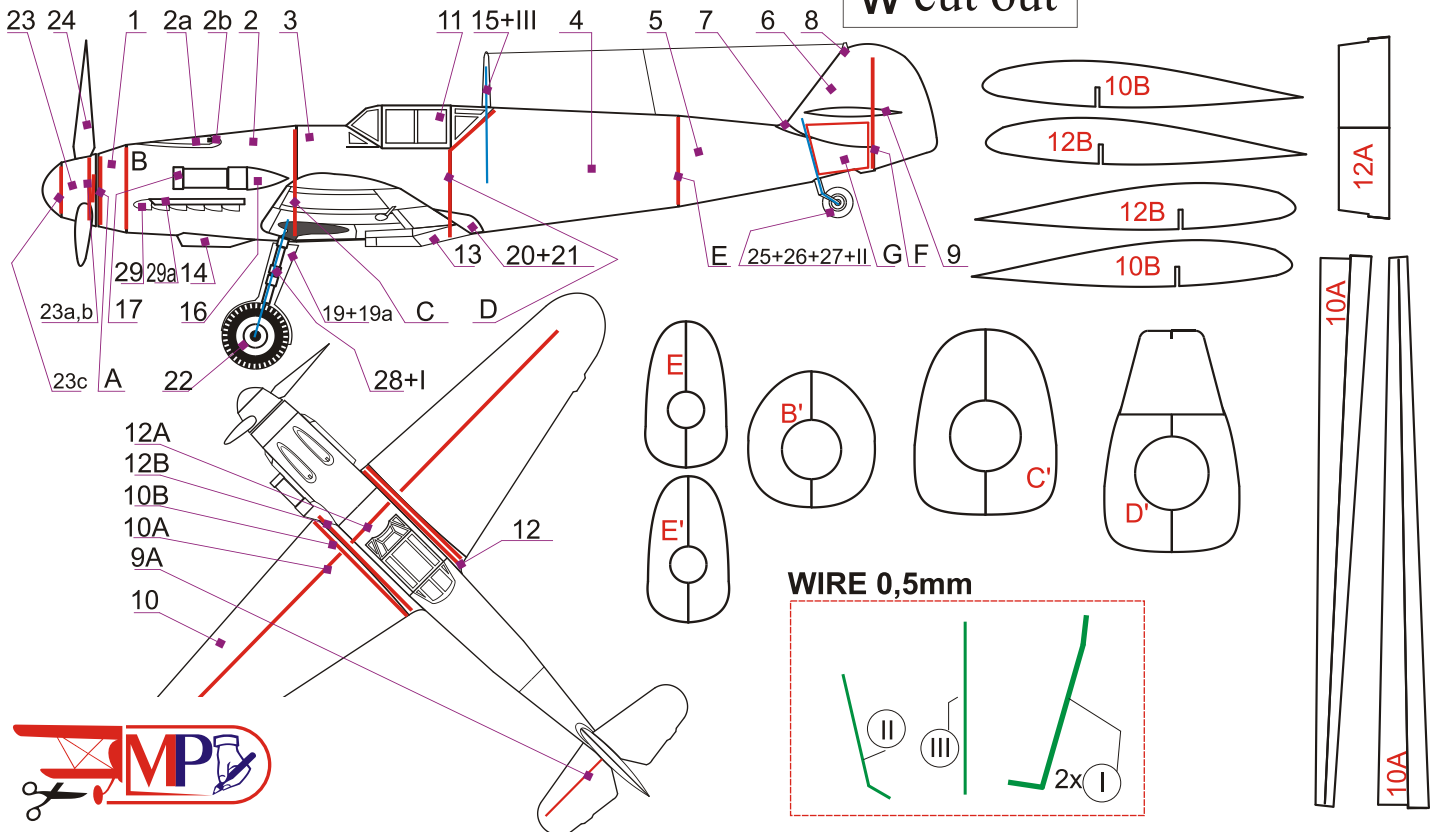 W cut out
23 24 1 2a 2b 2 3 11 15+III 4 5 7 6 8
B
29 29a 14 13 20+21 E 25+26+27+II G F 9
23a,b 17 16 19+19a C D
23c A 22 28+I
12A
12B
10B
10A
9A
10
12
10B
12B
12B
10B
12A
10A
10A
E
B'
C'
D'
E'
WIRE 0,5mm
II
III
2x I
MP